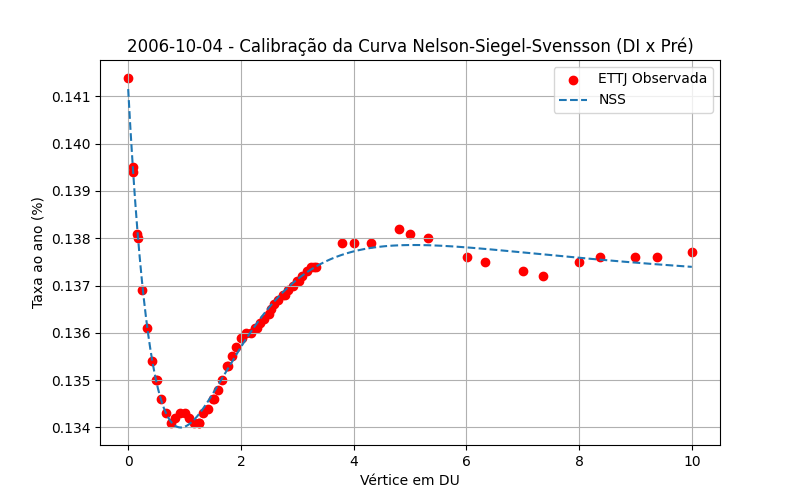 2006-10-04 - Calibração da Curva Nelson-Siegel-Svensson (DI x Pré)
ETTJ Observada
NSS
Taxa ao ano (%)
0.141
0.140
0.139
0.138
0.137
0.136
0.135
0.134
0 2 4 6 8 10
Vértice em DU